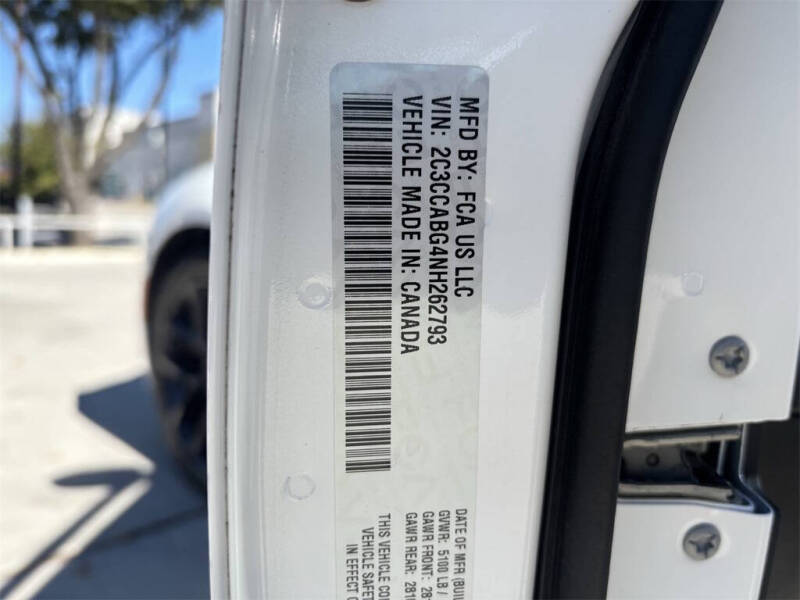 MFD BY: FCA US LLC
VIN: 2C3CCABG4NH262793
VEHICLE MADE IN: CANADA
DATE OF MFR
GVWR: 5100 LB /
GAWR FRONT:
GAWR REAR:
THIS VEHICLE
VEHICLE
IN EFFECT